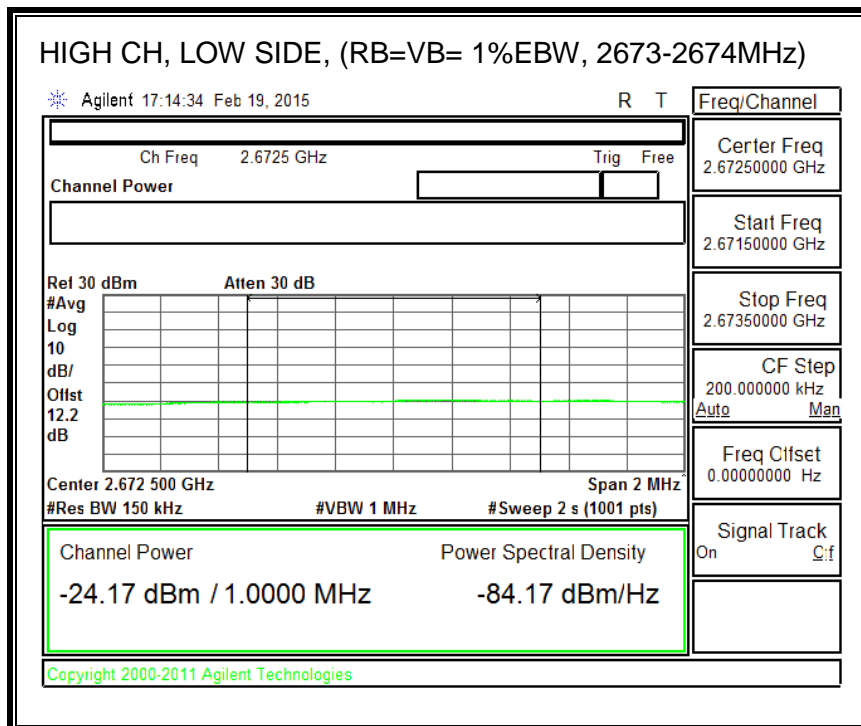 HIGH CH, LOW SIDE, (RB=VB= 1%EBW, 2673-2674MHz)
Agilent 17:14:34 Feb 19, 2015 R T
Freq/Channel
Ch Freq 2.6725 GHz Trig Free
Channel Power
Center Freq
2.67250000 GHz
Start Freq
2.67150000 GHz
Stop Freq
2.67350000 GHz
CF Step
200.000000 kHz
Auto Man
Freq Offset
0.00000000 Hz
Signal Track
On Off
Ref 30 dBm Atten 30 dB
#Avg
Log
10
dB/
Offst
12.2
dB
Center 2.672 500 GHz Span 2 MHz
#Res BW 150 kHz #VBW 1 MHz #Sweep 2 s (1001 pts)
Channel Power Power Spectral Density
-24.17 dBm / 1.0000 MHz -84.17 dBm/Hz
Copyright 2000-2011 Agilent Technologies